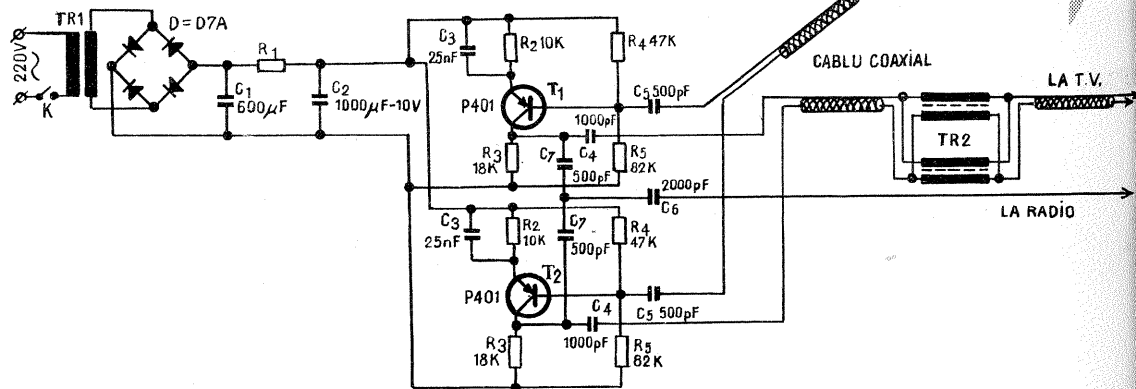 TR1
D=D7A
220V
K
R1
C1
600µF
C2
1000µF-10V
C3
25nF
R2 10K
R4 47K
T1
P401
C5 500pF
1000pF
C4
R3
18K
C7
500pF
R5
82K
2000pF
C6
CABLU COAXIAL
LA T.V.
TR2
LA RADIO
C3
25nF
R2
10K
C7
500pF
R4
47K
T2
P401
C4
1000pF
C5 500pF
R3
18K
R5
82K